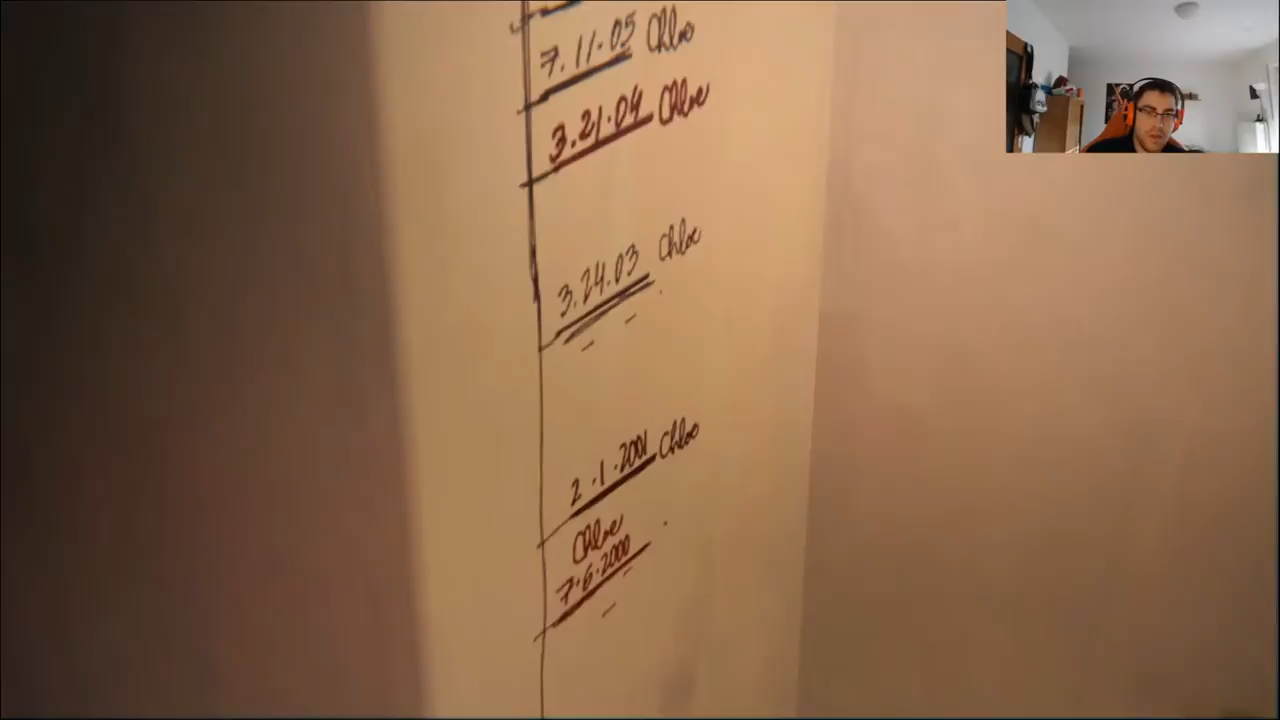 7.11.05 Chloe
3.21.04 Chloe
3.24.03 Chloe
2.1.2001 Chloe
Chloe
7.6.2000